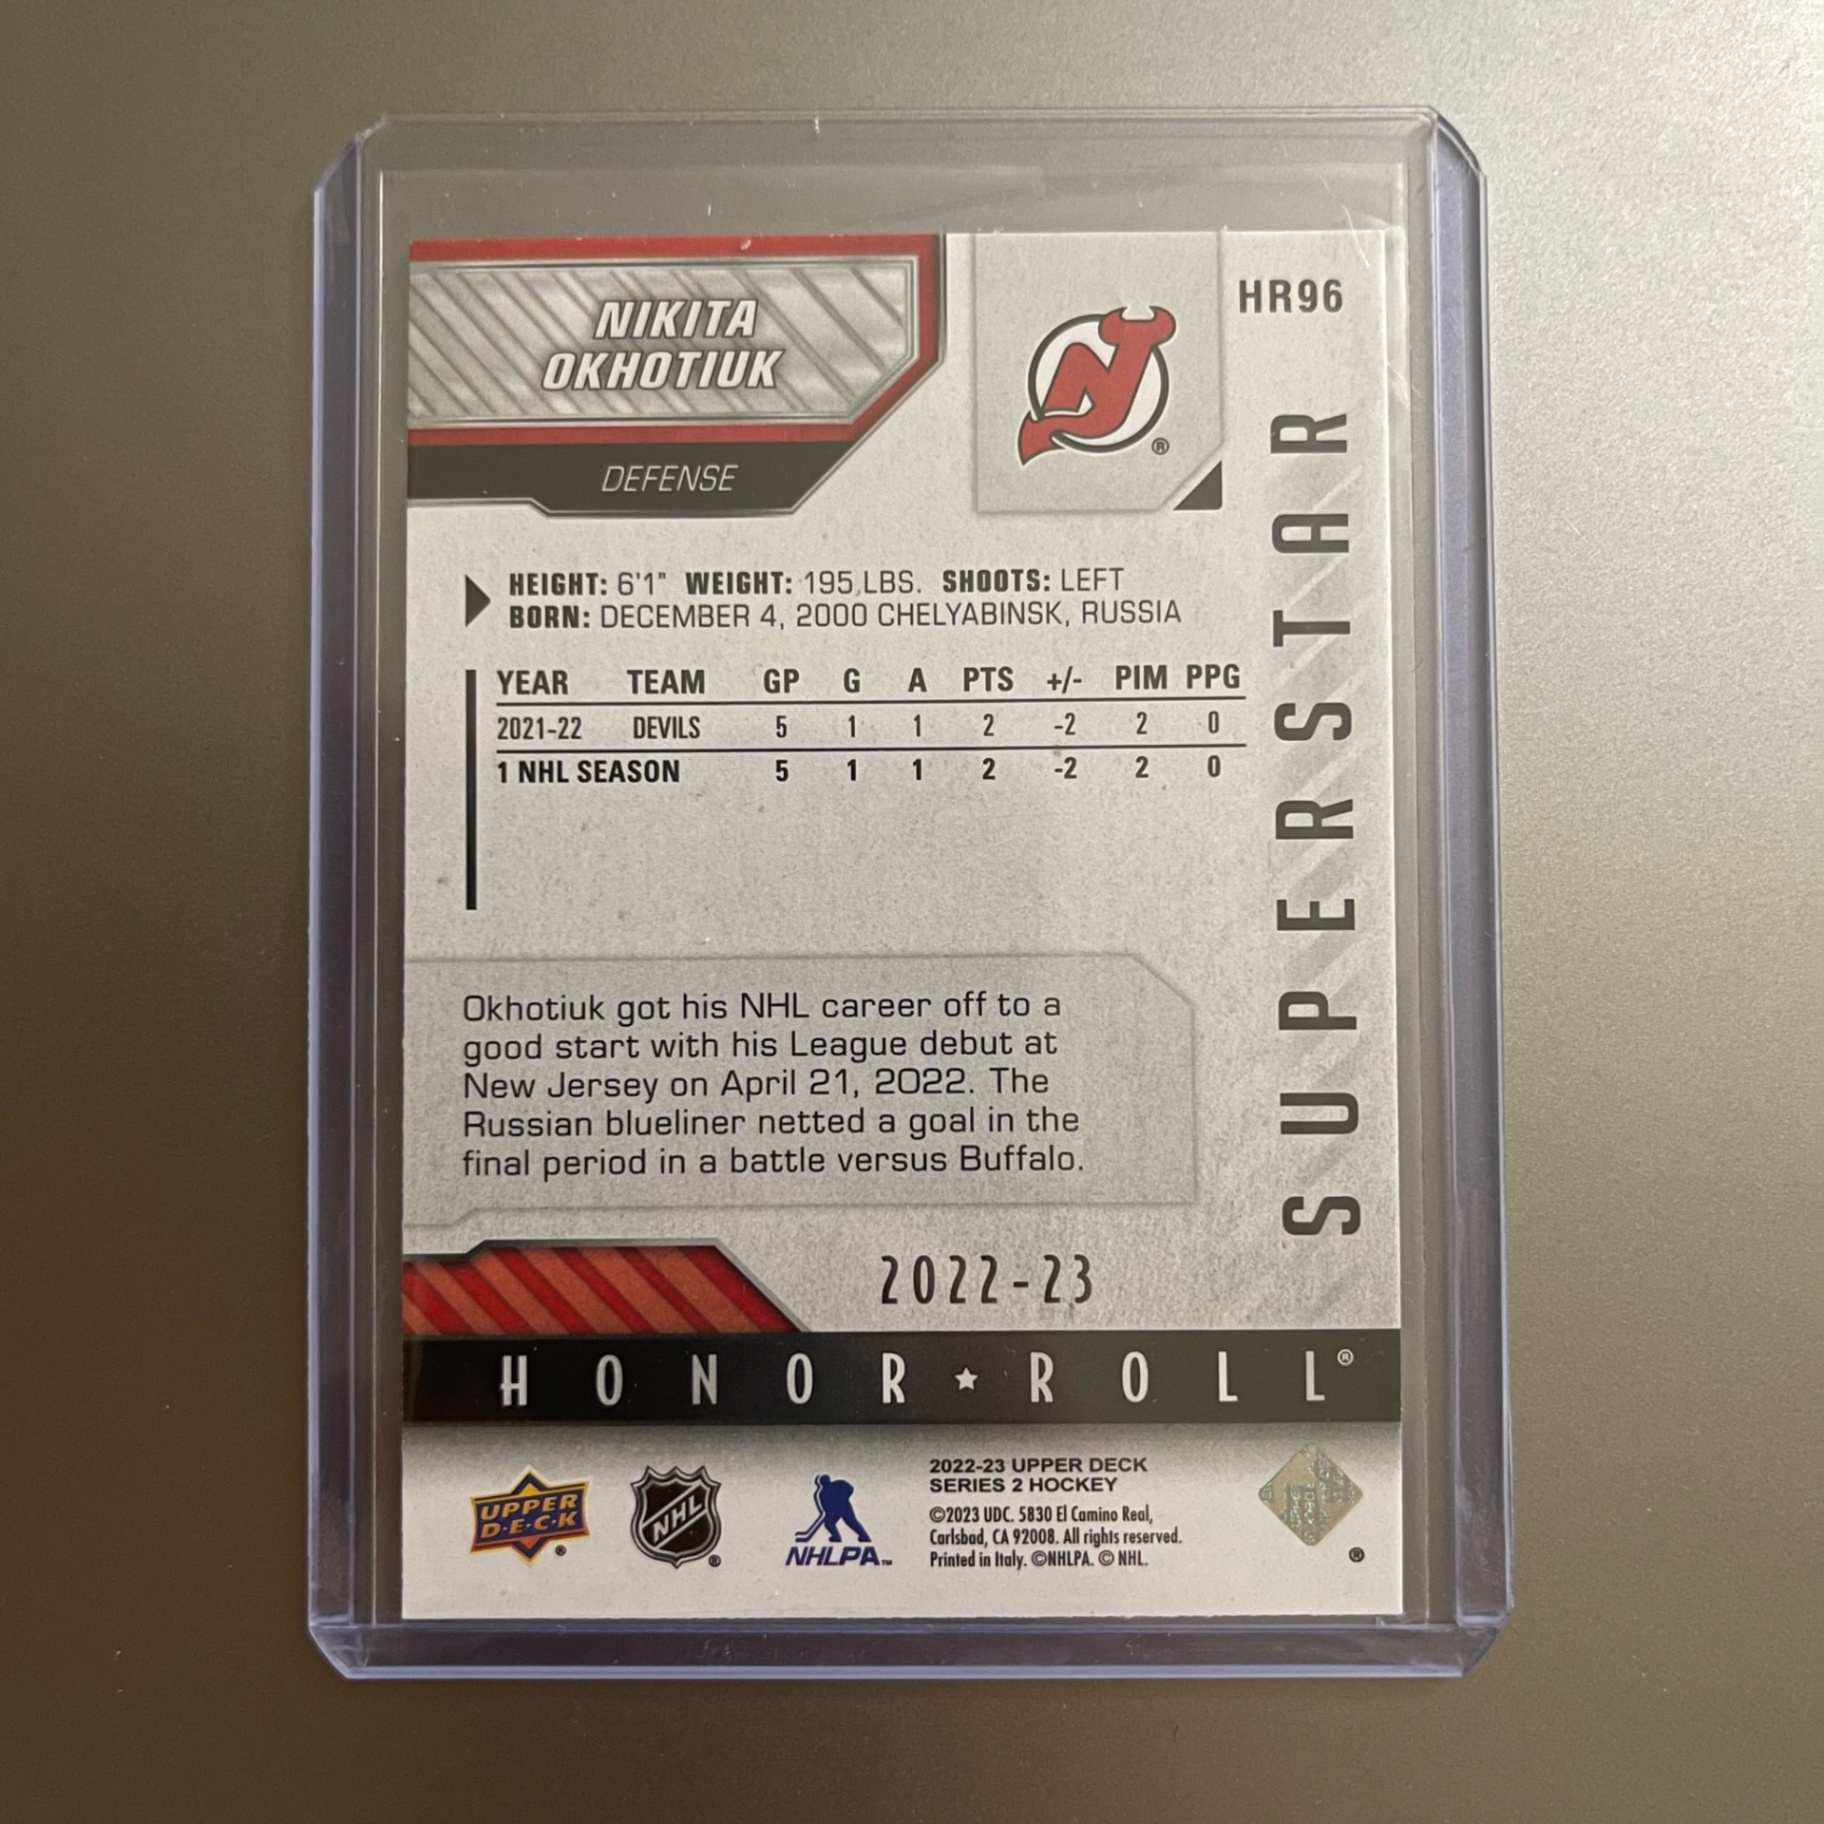 NIKITA
OKHOTIUK
DEFENSE
HR96
NJ ®
SUPERSTAR
HEIGHT: 6'1" WEIGHT: 195 LBS. SHOOTS: LEFT
BORN: DECEMBER 4, 2000 CHELYABINSK, RUSSIA
YEAR TEAM GP G A PTS +/- PIM PPG
2021-22 DEVILS 5 1 1 2 -2 2 0
1 NHL SEASON 5 1 1 2 -2 2 0
Okhotiuk got his NHL career off to a
good start with his League debut at
New Jersey on April 21, 2022. The
Russian blueliner netted a goal in the
final period in a battle versus Buffalo.
2022-23
HONOR★ROLL®
UPPER
D·E·C·K ®
NHL ®
NHLPA™
2022-23 UPPER DECK
SERIES 2 HOCKEY
©2023 UDC. 5830 El Camino Real,
Carlsbad, CA 92008. All rights reserved.
Printed in Italy. ©NHLPA. © NHL.
®